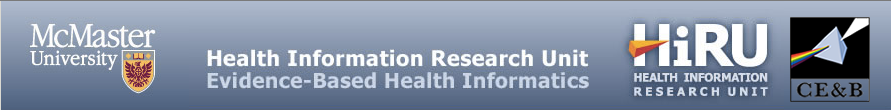 McMaster
University
Health Information Research Unit
Evidence-Based Health Informatics
HiRU
HEALTH INFORMATION
RESEARCH UNIT
CE&B